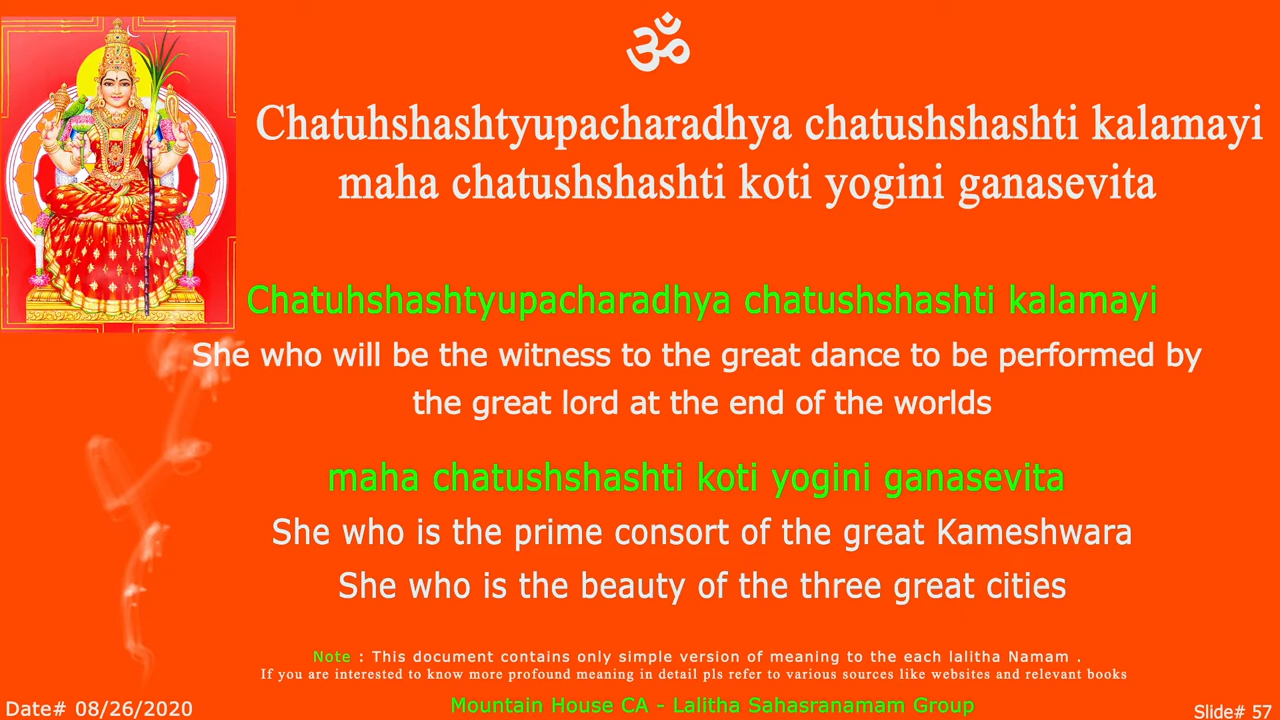 ॐ
Chatuhshashtyupacharadhya chatushshashti kalamayi
maha chatushshashti koti yogini ganasevita
Chatuhshashtyupacharadhya chatushshashti kalamayi
She who will be the witness to the great dance to be performed by
the great lord at the end of the worlds
maha chatushshashti koti yogini ganasevita
She who is the prime consort of the great Kameshwara
She who is the beauty of the three great cities
Note : This document contains only simple version of meaning to the each lalitha Namam .
If you are interested to know more profound meaning in detail pls refer to various sources like websites and relevant books
Date# 08/26/2020
Mountain House CA - Lalitha Sahasranamam Group
Slide# 57